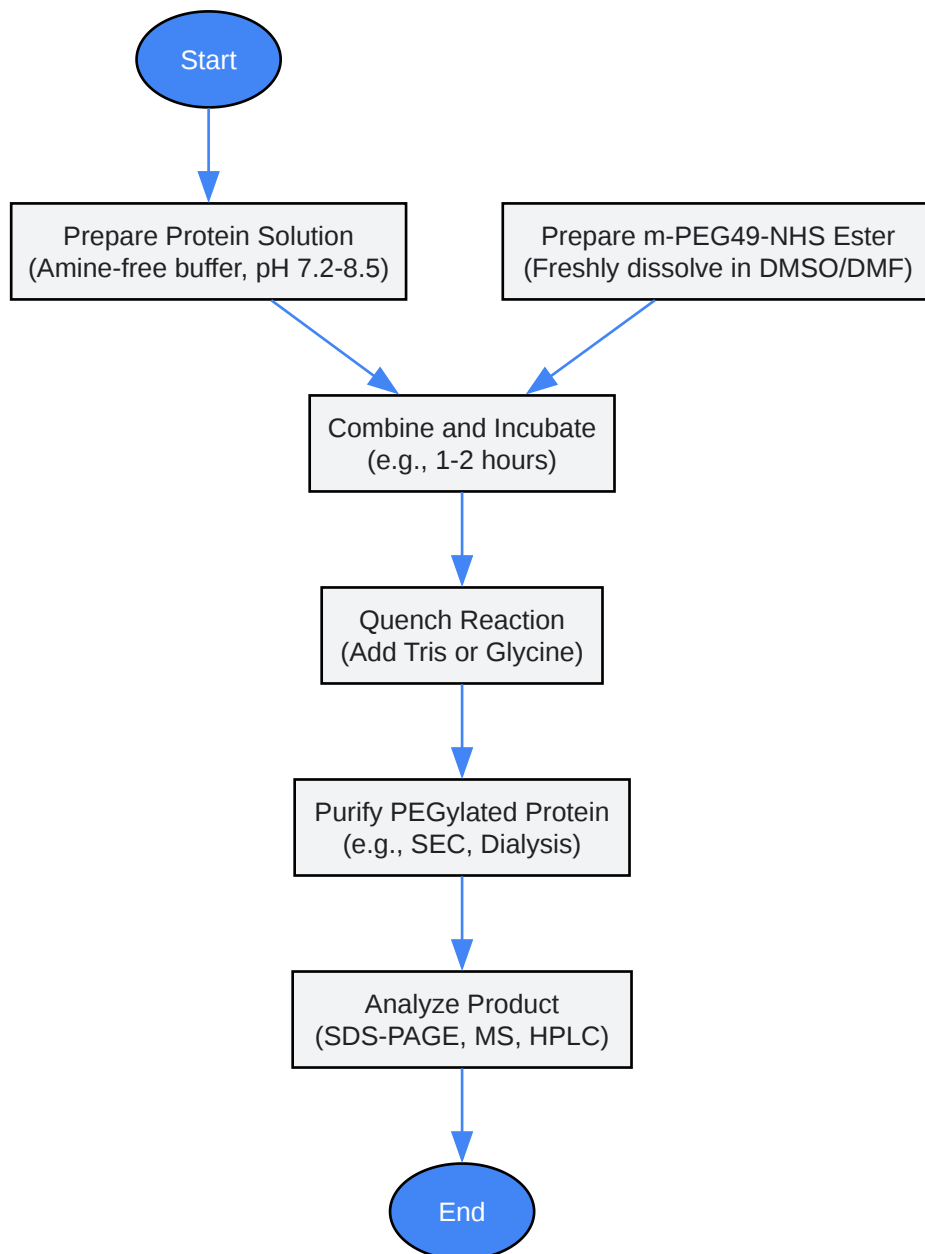 Start
Prepare Protein Solution
(Amine-free buffer, pH 7.2-8.5)
Prepare m-PEG49-NHS Ester
(Freshly dissolve in DMSO/DMF)
Combine and Incubate
(e.g., 1-2 hours)
Quench Reaction
(Add Tris or Glycine)
Purify PEGylated Protein
(e.g., SEC, Dialysis)
Analyze Product
(SDS-PAGE, MS, HPLC)
End